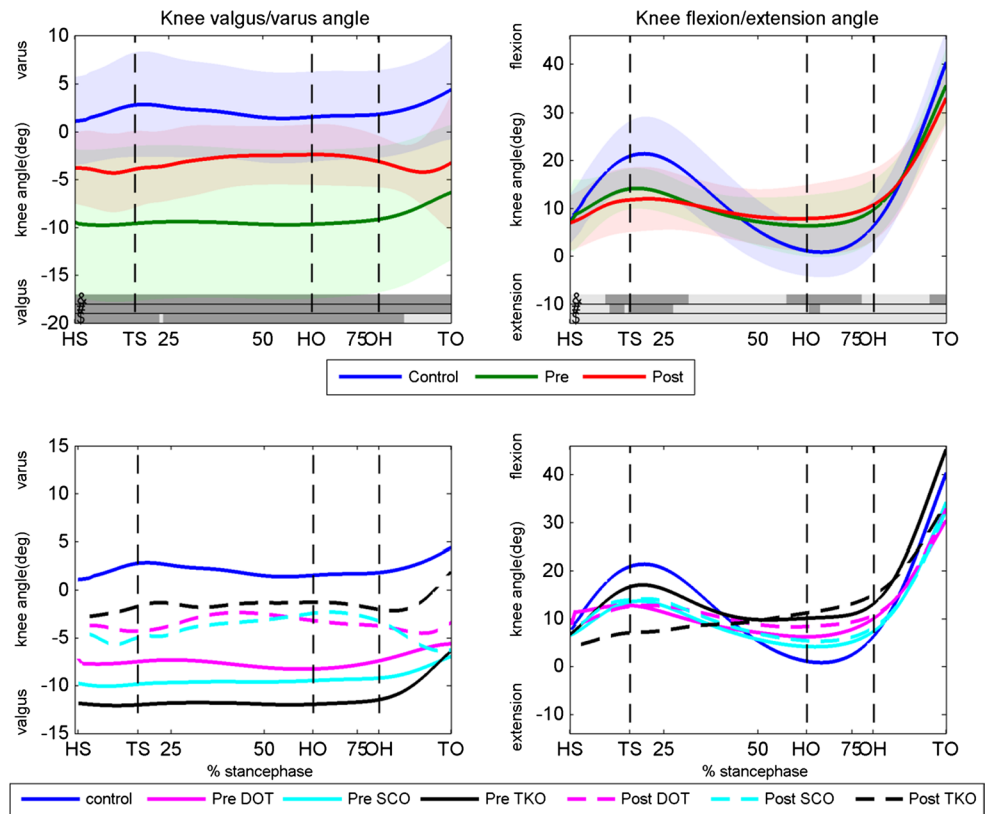 Knee valgus/varus angle
varus
knee angle(deg)
valgus
10
5
0
-5
-10
-15
-20
&
#
$
HS TS 25 50 HO 75 OH TO
Knee flexion/extension angle
flexion
knee angle(deg)
extension
40
30
20
10
0
-10
&
#
$
HS TS 25 50 HO 75 OH TO
Control Pre Post
varus
knee angle(deg)
valgus
15
10
5
0
-5
-10
-15
HS TS 25 50 HO 75 OH TO
% stancephase
flexion
knee angle(deg)
extension
40
30
20
10
0
-10
HS TS 25 50 HO 75 OH TO
% stancephase
control Pre DOT Pre SCO Pre TKO Post DOT Post SCO Post TKO